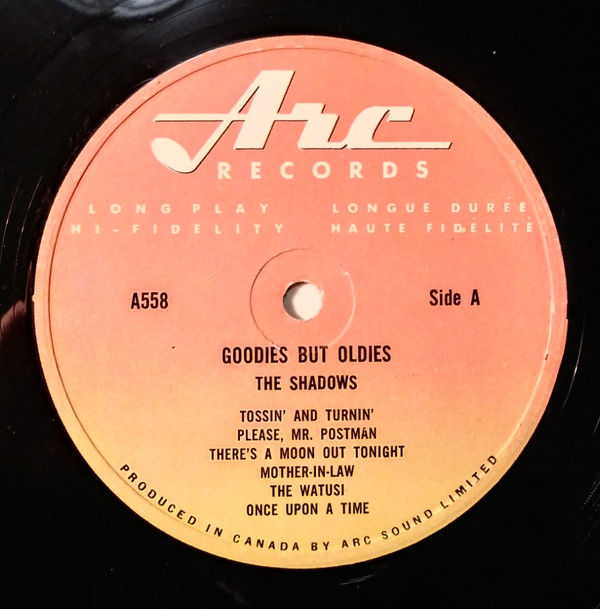 Arc
RECORDS
LONG PLAY LONGUE DURÉE
HI-FIDELITY HAUTE FIDÉLITÉ
A558 Side A
GOODIES BUT OLDIES
THE SHADOWS
TOSSIN' AND TURNIN'
PLEASE, MR. POSTMAN
THERE'S A MOON OUT TONIGHT
MOTHER-IN-LAW
THE WATUSI
ONCE UPON A TIME
PRODUCED IN CANADA BY ARC SOUND LIMITED